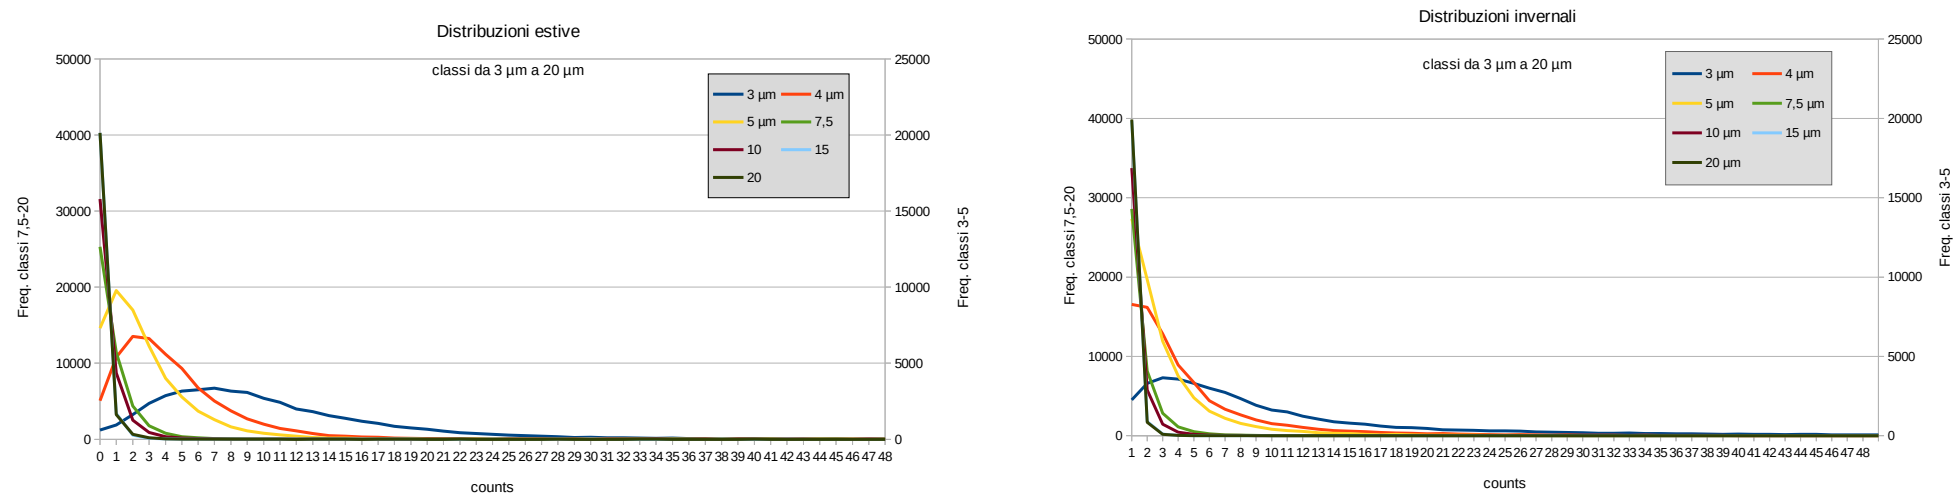 Distribuzioni estive
classi da 3 µm a 20 µm
50000
40000
30000
20000
10000
0
25000
20000
15000
10000
5000
0
Freq. classi 7,5-20
Freq. classi 3-5
3 µm 4 µm
5 µm 7,5
10 15
20
0 1 2 3 4 5 6 7 8 9 10 11 12 13 14 15 16 17 18 19 20 21 22 23 24 25 26 27 28 29 30 31 32 33 34 35 36 37 38 39 40 41 42 43 44 45 46 47 48
counts
Distribuzioni invernali
classi da 3 µm a 20 µm
50000
40000
30000
20000
10000
0
25000
20000
15000
10000
5000
0
Freq. classi 7,5-20
Freq. classi 3-5
3 µm 4 µm
5 µm 7,5 µm
10 µm 15 µm
20 µm
1 2 3 4 5 6 7 8 9 10 11 12 13 14 15 16 17 18 19 20 21 22 23 24 25 26 27 28 29 30 31 32 33 34 35 36 37 38 39 40 41 42 43 44 45 46 47 48
counts